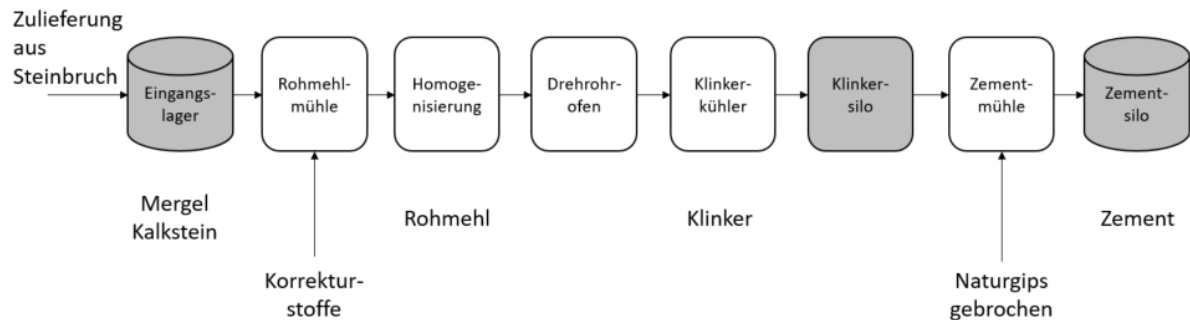 Zulieferung
aus
Steinbruch
Eingangs-
lager
Rohmehl-
mühle
Homoge-
nisierung
Drehrohr-
ofen
Klinker-
kühler
Klinker-
silo
Zement-
mühle
Zement-
silo
Mergel
Kalkstein
Rohmehl
Klinker
Zement
Korrektur-
stoffe
Naturgips
gebrochen